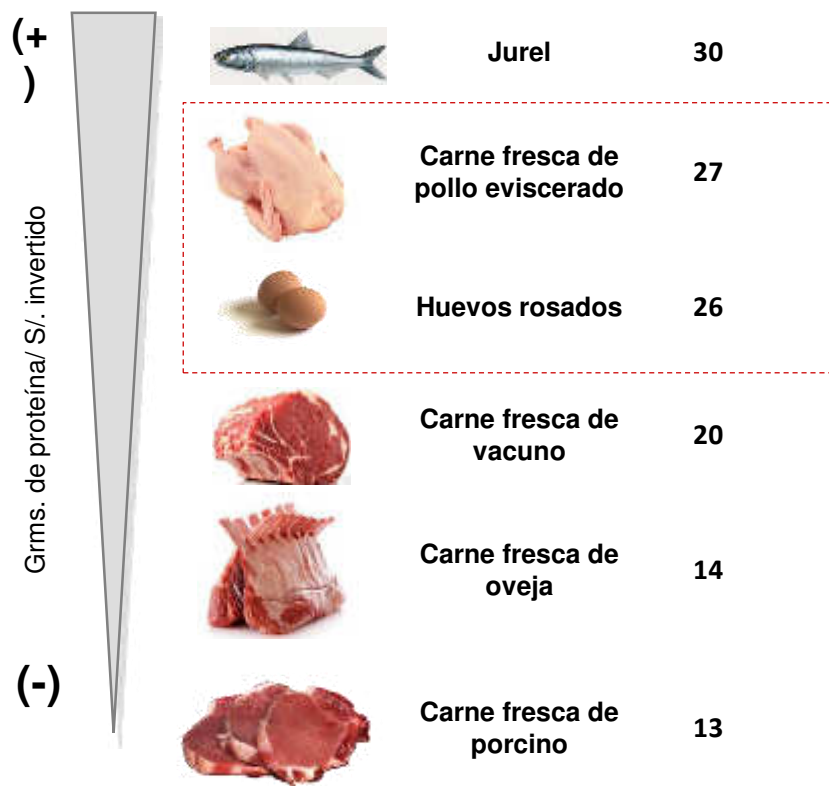 (+
)
Jurel 30
Carne fresca de
pollo eviscerado 27
Huevos rosados 26
Grms. de proteína/ S/. invertido
Carne fresca de
vacuno 20
Carne fresca de
oveja 14
(-)
Carne fresca de
porcino 13